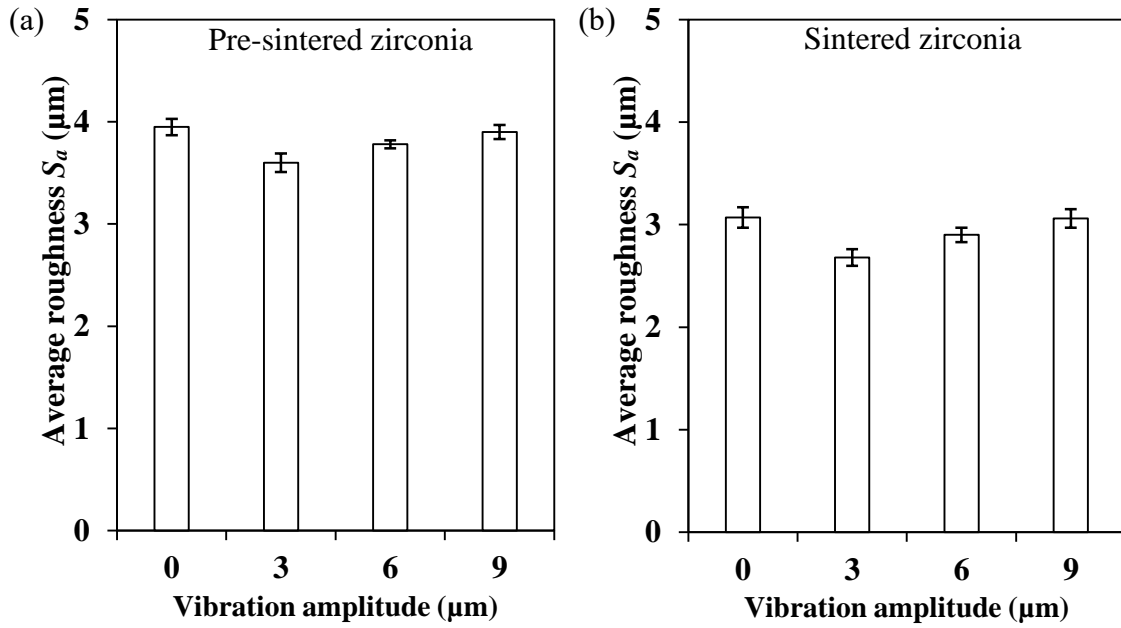 (a)
Pre-sintered zirconia
Average roughness Sa (µm)
5
4
3
2
1
0
0 3 6 9
Vibration amplitude (µm)
(b)
Sintered zirconia
Average roughness Sa (µm)
5
4
3
2
1
0
0 3 6 9
Vibration amplitude (µm)